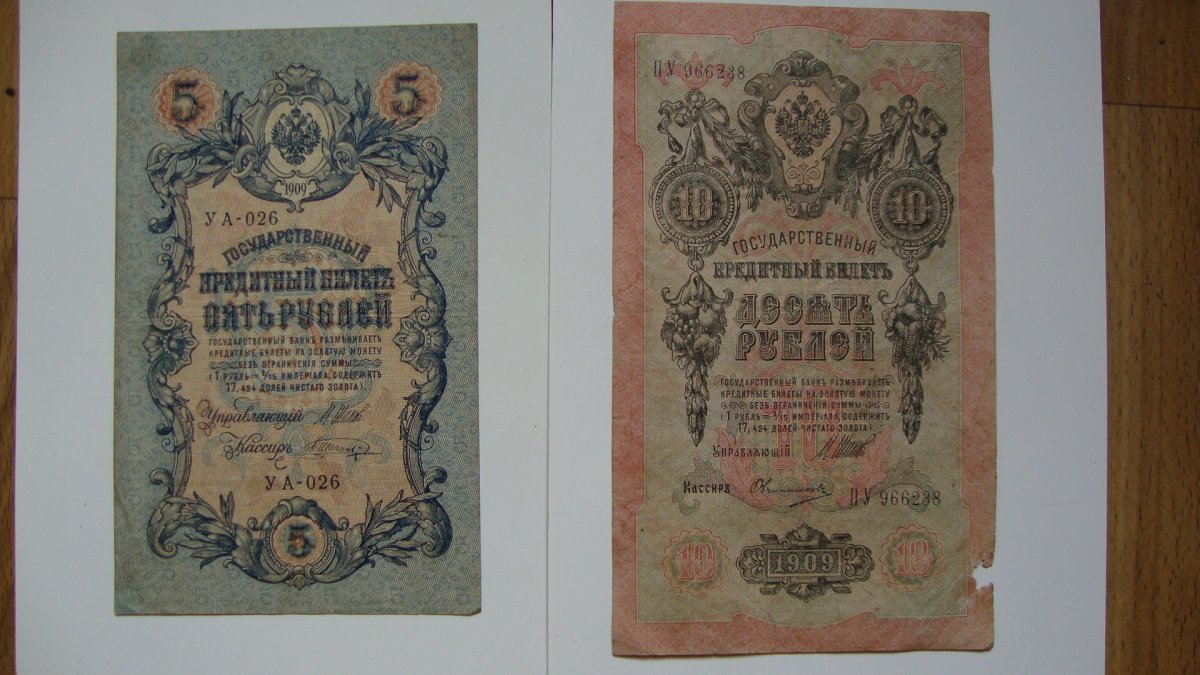 5 5
1909
УА-026
ГОСУДАРСТВЕННЫЙ
КРЕДИТНЫЙ БИЛЕТЪ
ПЯТЬ РУБЛЕЙ
ГОСУДАРСТВЕННЫЙ БАНКЪ РАЗМѢНИВАЕТЪ
КРЕДИТНЫЕ БИЛЕТЫ НА ЗОЛОТУЮ МОНЕТУ
БЕЗЪ ОГРАНИЧЕНІЯ СУММЫ
(1 РУБЛЬ = 1/15 ИМПЕРІАЛА, СОДЕРЖИТЪ
17,424 ДОЛЕЙ ЧИСТАГО ЗОЛОТА).
Управляющій
Кассиръ
УА-026
5
ПУ 966238
10 10
ГОСУДАРСТВЕННЫЙ
КРЕДИТНЫЙ БИЛЕТЪ
ДЕСЯТЬ
РУБЛЕЙ
ГОСУДАРСТВЕННЫЙ БАНКЪ РАЗМѢНИВАЕТЪ
КРЕДИТНЫЕ БИЛЕТЫ НА ЗОЛОТУЮ МОНЕТУ
БЕЗЪ ОГРАНИЧЕНІЯ СУММЫ
(1 РУБЛЬ = 1/15 ИМПЕРІАЛА, СОДЕРЖИТЪ
17,424 ДОЛЕЙ ЧИСТАГО ЗОЛОТА).
10
Управляющій
Кассиръ
ПУ 966238
10 1909 10